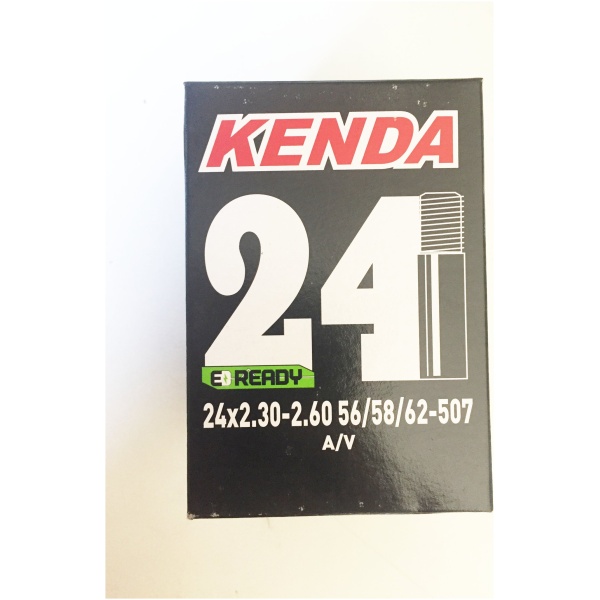 KENDA
24
E READY
24x2.30-2.60 56/58/62-507
A/V